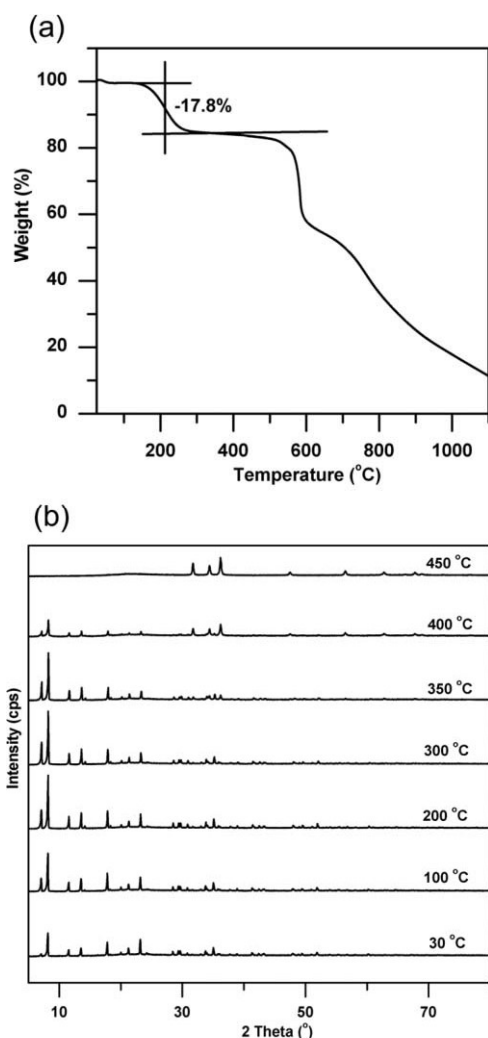 (a)
100
80
60
40
20
0
Weight (%)
-17.8%
200 400 600 800 1000
Temperature (°C)
(b)
450 °C
400 °C
350 °C
300 °C
200 °C
100 °C
30 °C
Intensity (cps)
10 30 50 70
2 Theta (°)